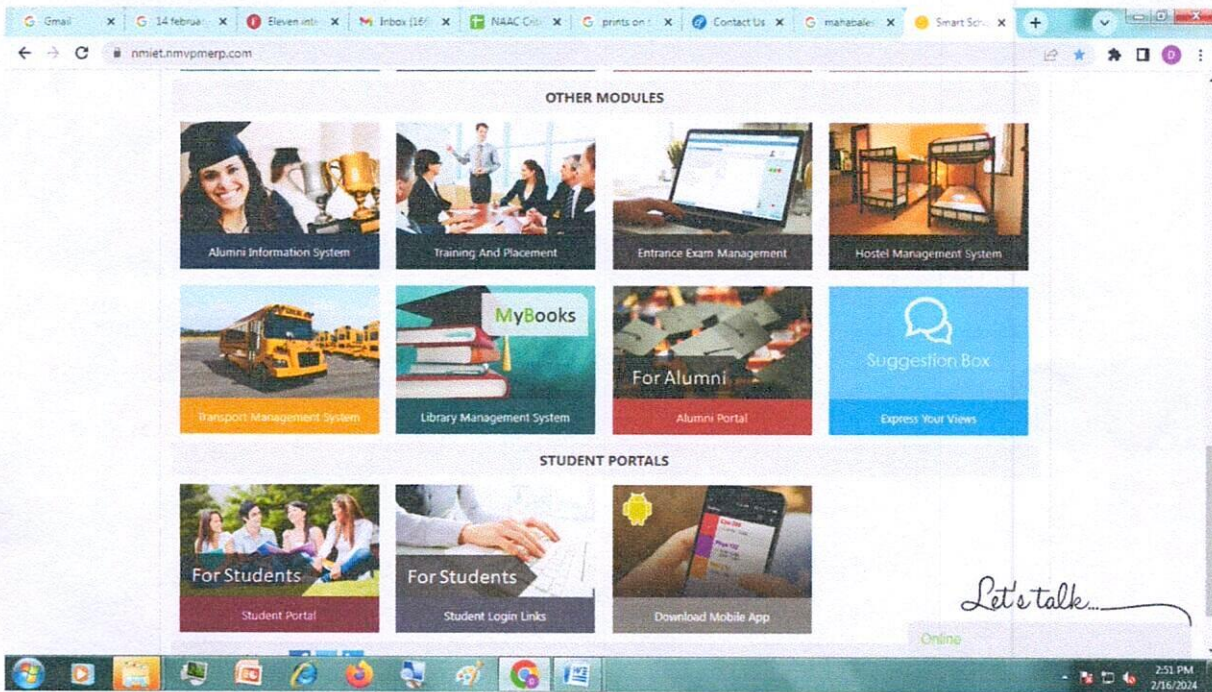 Gmail
14 februa
Eleven int
Inbox (16
NAAC Crit
prints on
Contact Us
mahabales
Smart Sch
nmiet.nmvpmerp.com
D
OTHER MODULES
Alumni Information System
Training And Placement
Entrance Exam Management
Hostel Management System
MyBooks
For Alumni
Suggestion Box
Transport Management System
Library Management System
Alumni Portal
Express Your Views
STUDENT PORTALS
For Students
For Students
Student Portal
Student Login Links
Download Mobile App
Let's talk...
Online
2:51 PM
2/16/2024